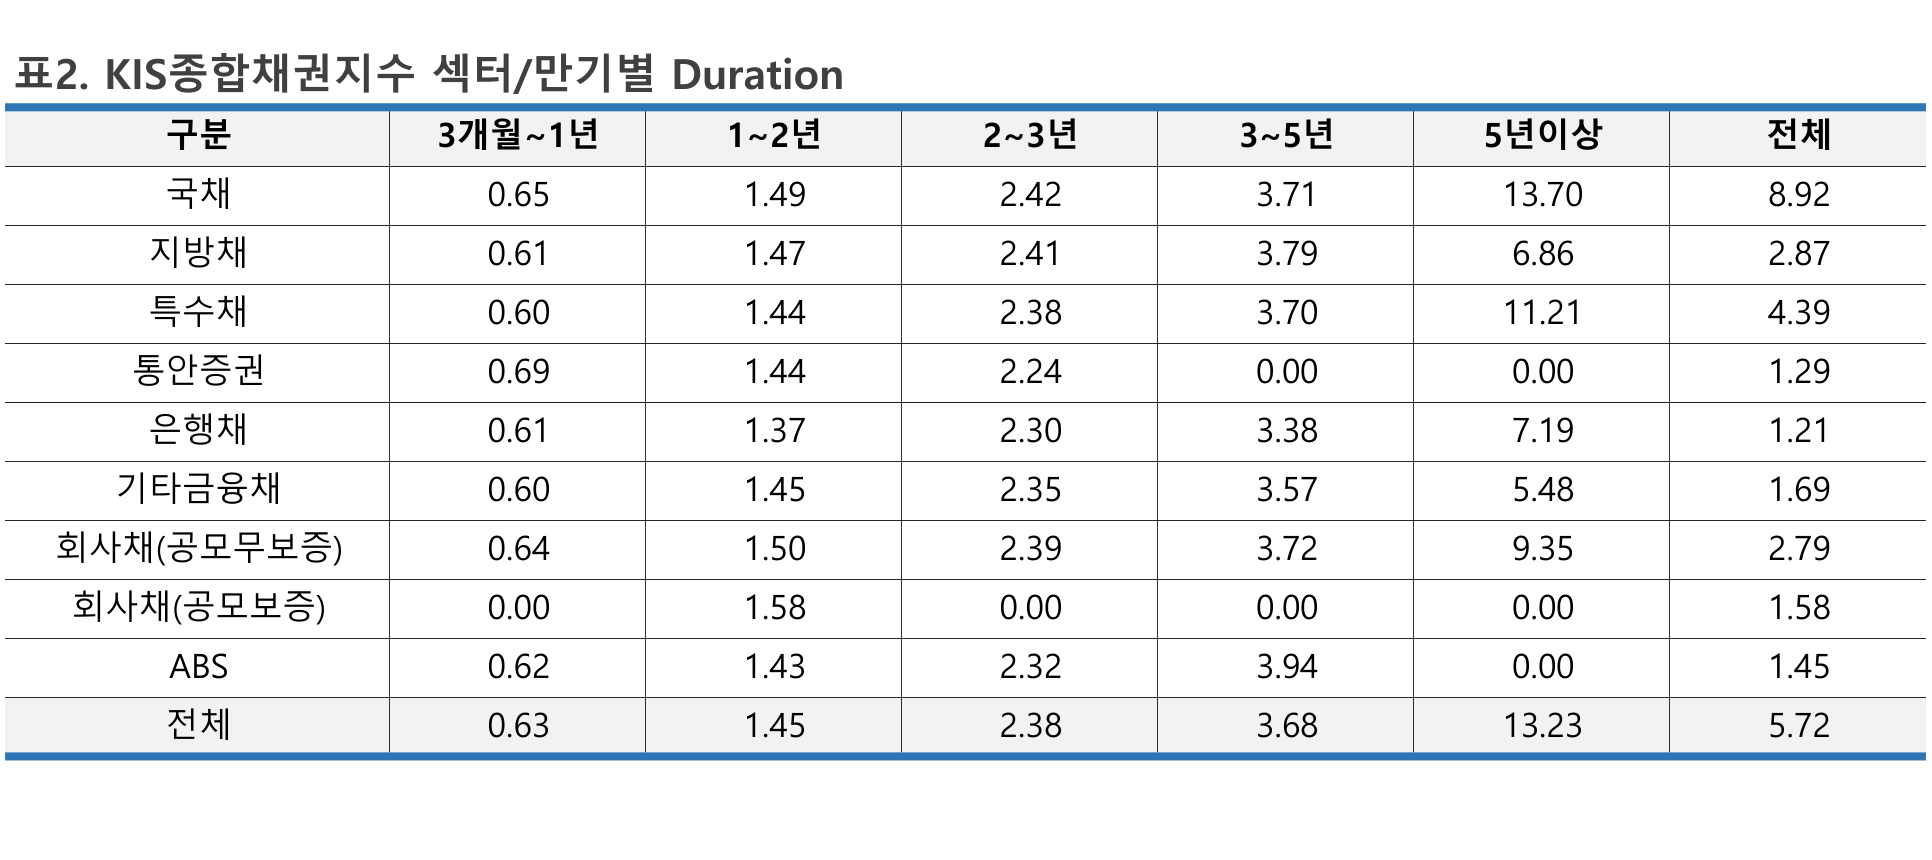 표2. KIS종합채권지수 섹터/만기별 Duration
구분 3개월~1년 1~2년 2~3년 3~5년 5년이상 전체
국채 0.65 1.49 2.42 3.71 13.70 8.92
지방채 0.61 1.47 2.41 3.79 6.86 2.87
특수채 0.60 1.44 2.38 3.70 11.21 4.39
통안증권 0.69 1.44 2.24 0.00 0.00 1.29
은행채 0.61 1.37 2.30 3.38 7.19 1.21
기타금융채 0.60 1.45 2.35 3.57 5.48 1.69
회사채(공모무보증) 0.64 1.50 2.39 3.72 9.35 2.79
회사채(공모보증) 0.00 1.58 0.00 0.00 0.00 1.58
ABS 0.62 1.43 2.32 3.94 0.00 1.45
전체 0.63 1.45 2.38 3.68 13.23 5.72